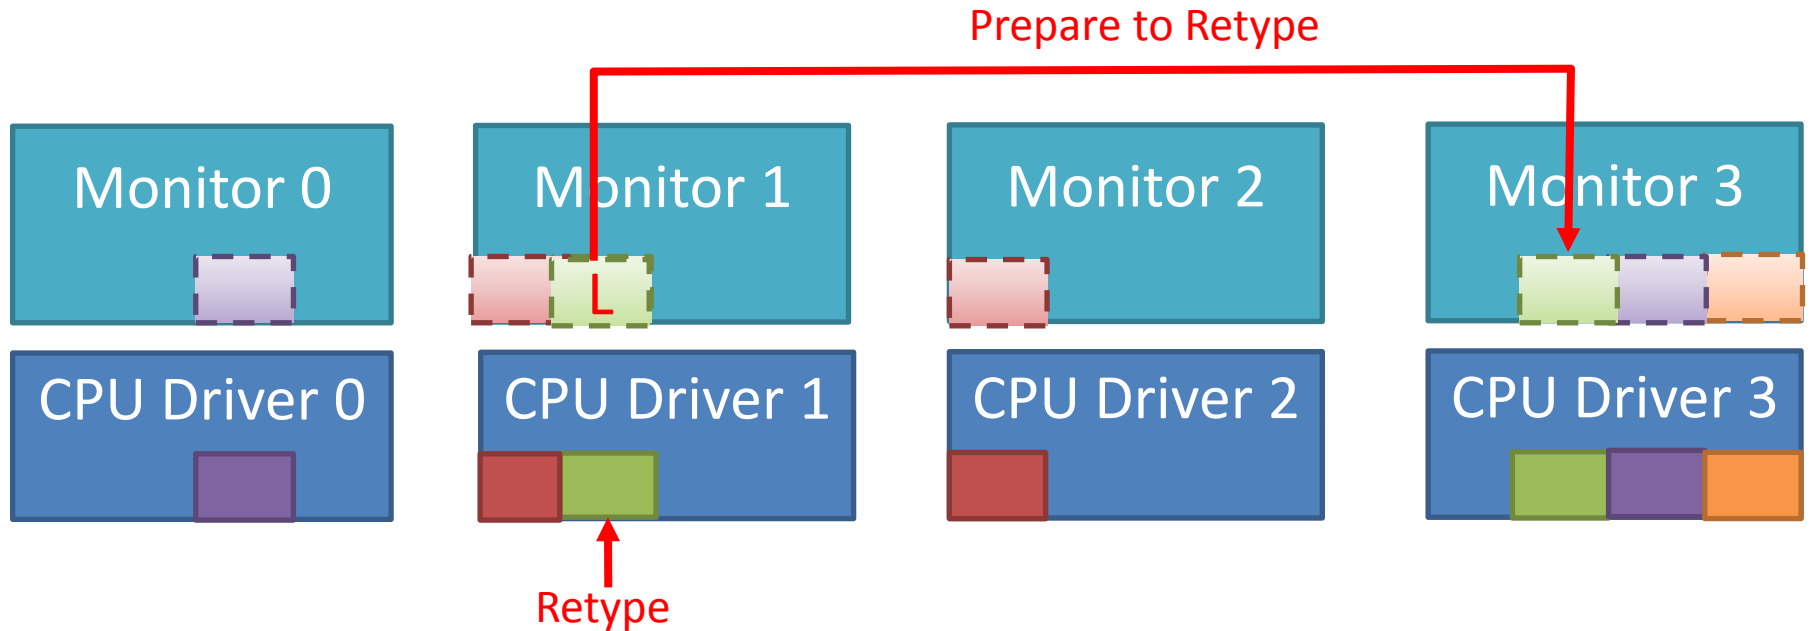 Prepare to Retype
Monitor 0
Monitor 1
Monitor 2
Monitor 3
L
CPU Driver 0
CPU Driver 1
CPU Driver 2
CPU Driver 3
Retype